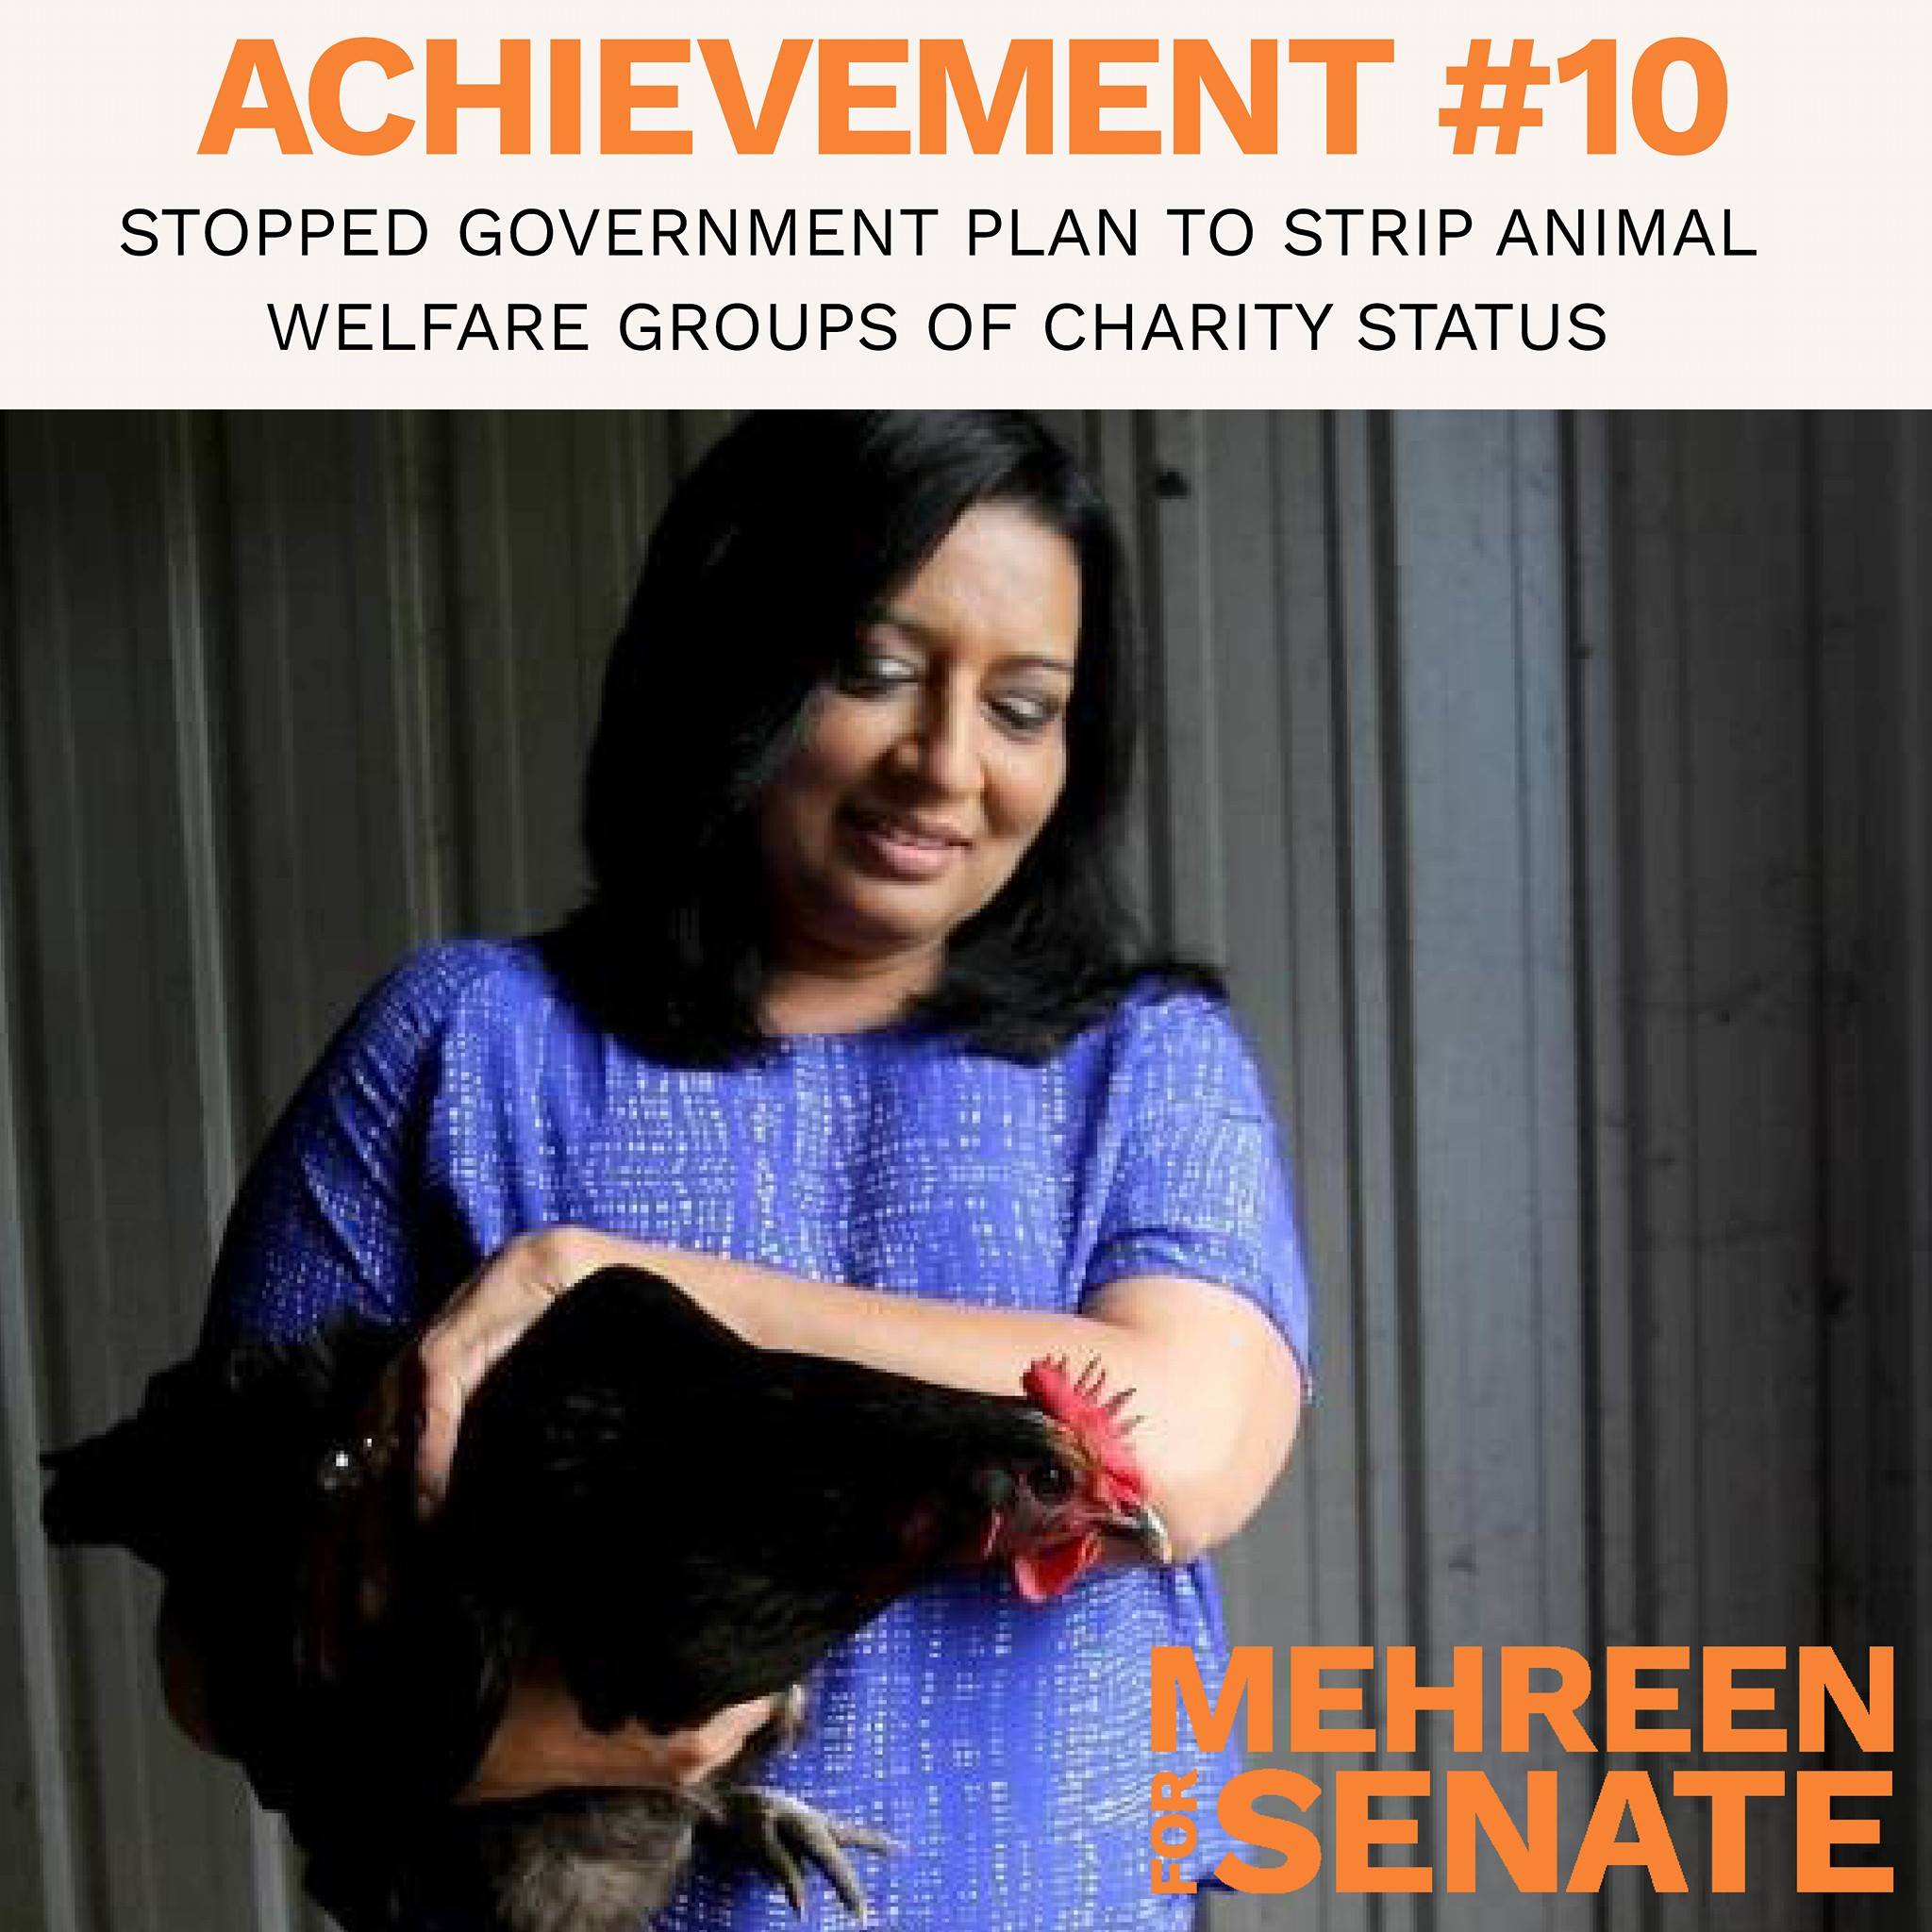 ACHIEVEMENT #10
STOPPED GOVERNMENT PLAN TO STRIP ANIMAL
WELFARE GROUPS OF CHARITY STATUS
MEHREEN
FOR SENATE